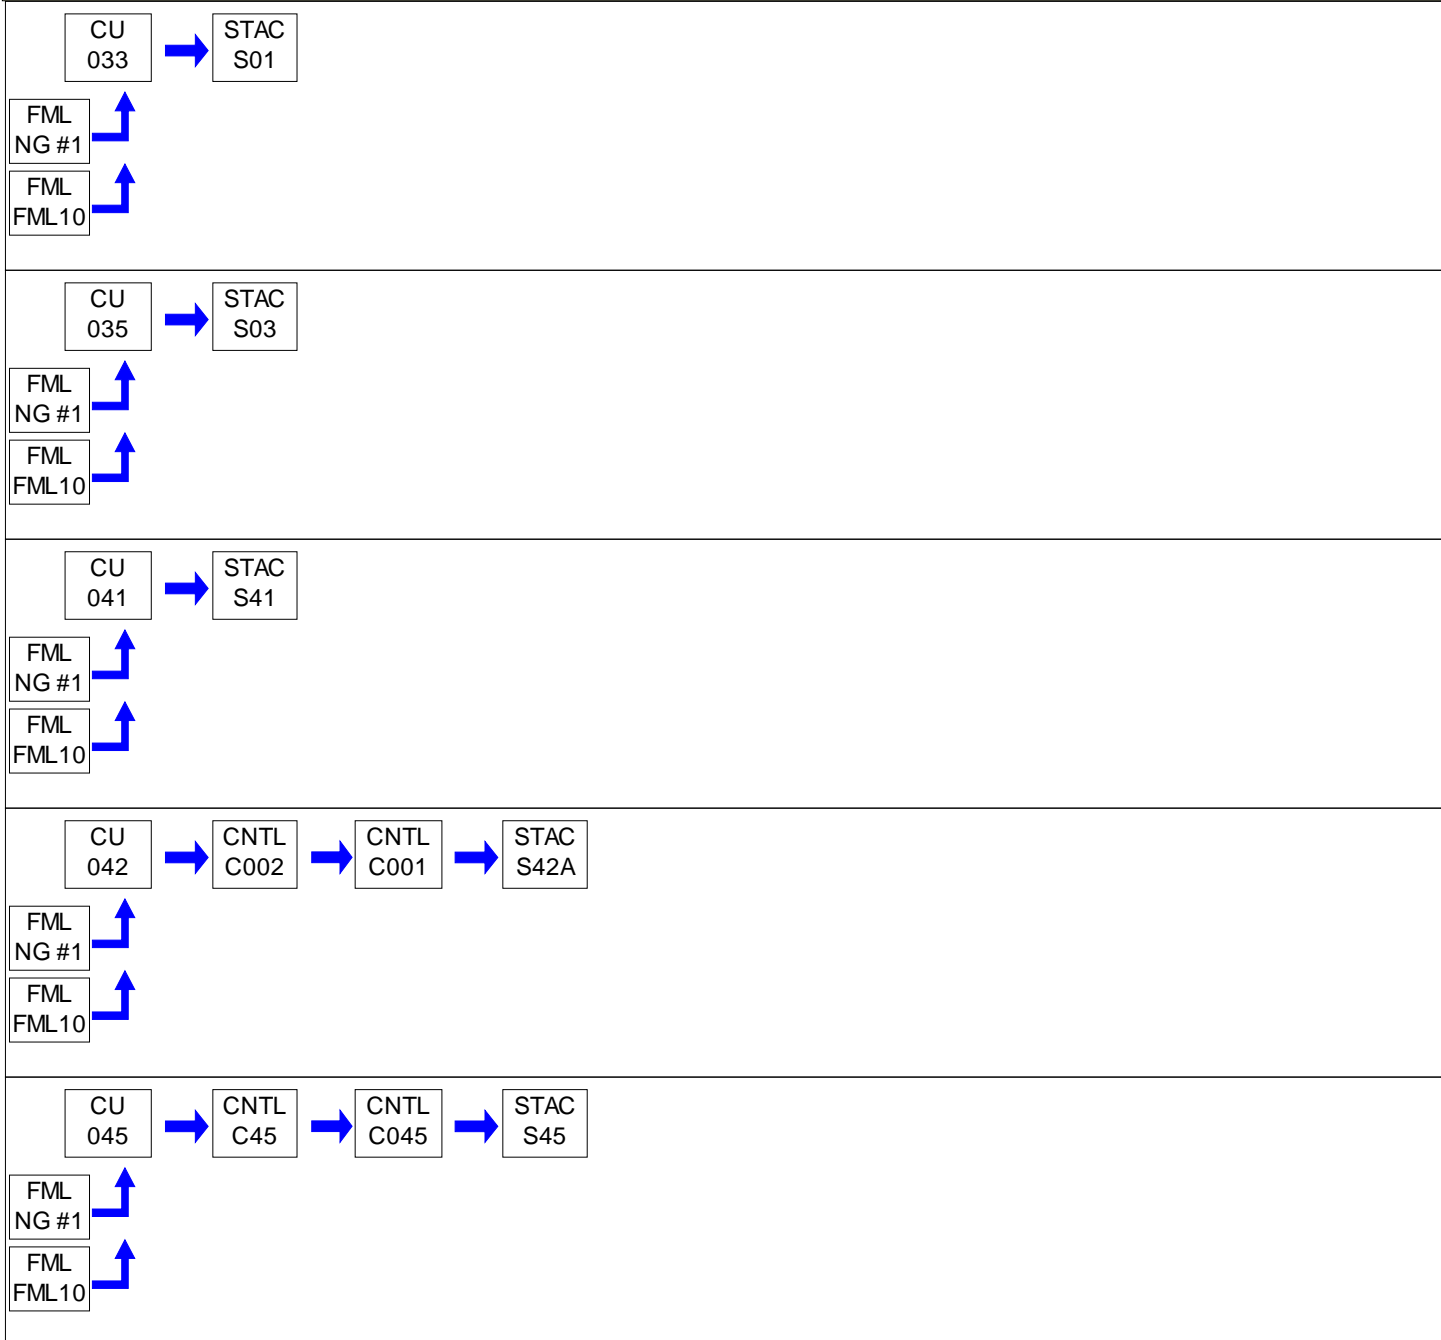 CU
033
STAC
S01
FML
NG #1
FML
FML10
CU
035
STAC
S03
FML
NG #1
FML
FML10
CU
041
STAC
S41
FML
NG #1
FML
FML10
CU
042
CNTL
C002
CNTL
C001
STAC
S42A
FML
NG #1
FML
FML10
CU
045
CNTL
C45
CNTL
C045
STAC
S45
FML
NG #1
FML
FML10